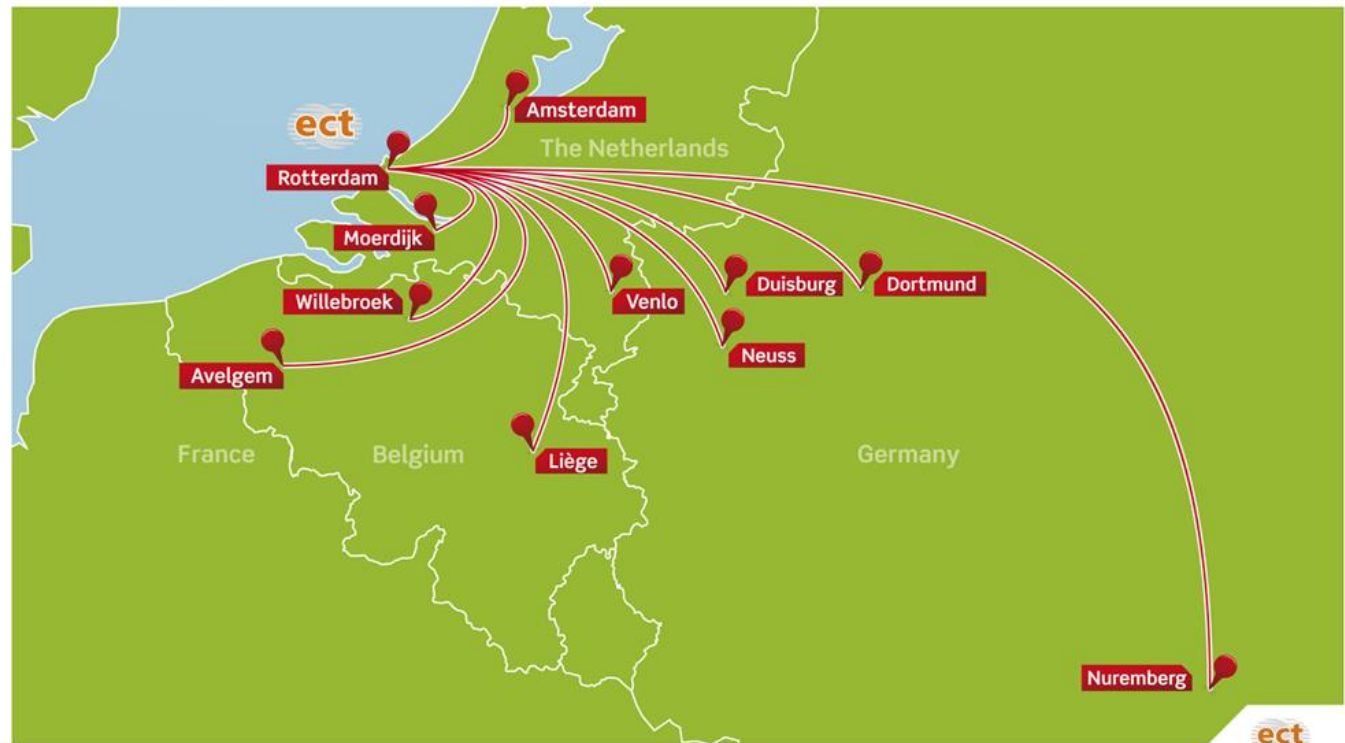 Amsterdam
ect
The Netherlands
Rotterdam
Moerdijk
Willebroek
Venlo
Duisburg
Dortmund
Neuss
Avelgem
France
Belgium
Liège
Germany
Nuremberg
ect